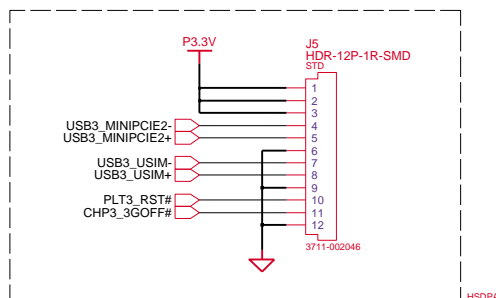 P3.3V
J5
HDR-12P-1R-SMD
STD
1
2
3
USB3_MINIPCIE2- 4
USB3_MINIPCIE2+ 5
6
USB3_USIM- 7
USB3_USIM+ 8
9
PLT3_RST# 10
CHP3_3GOFF# 11
12
3711-002046